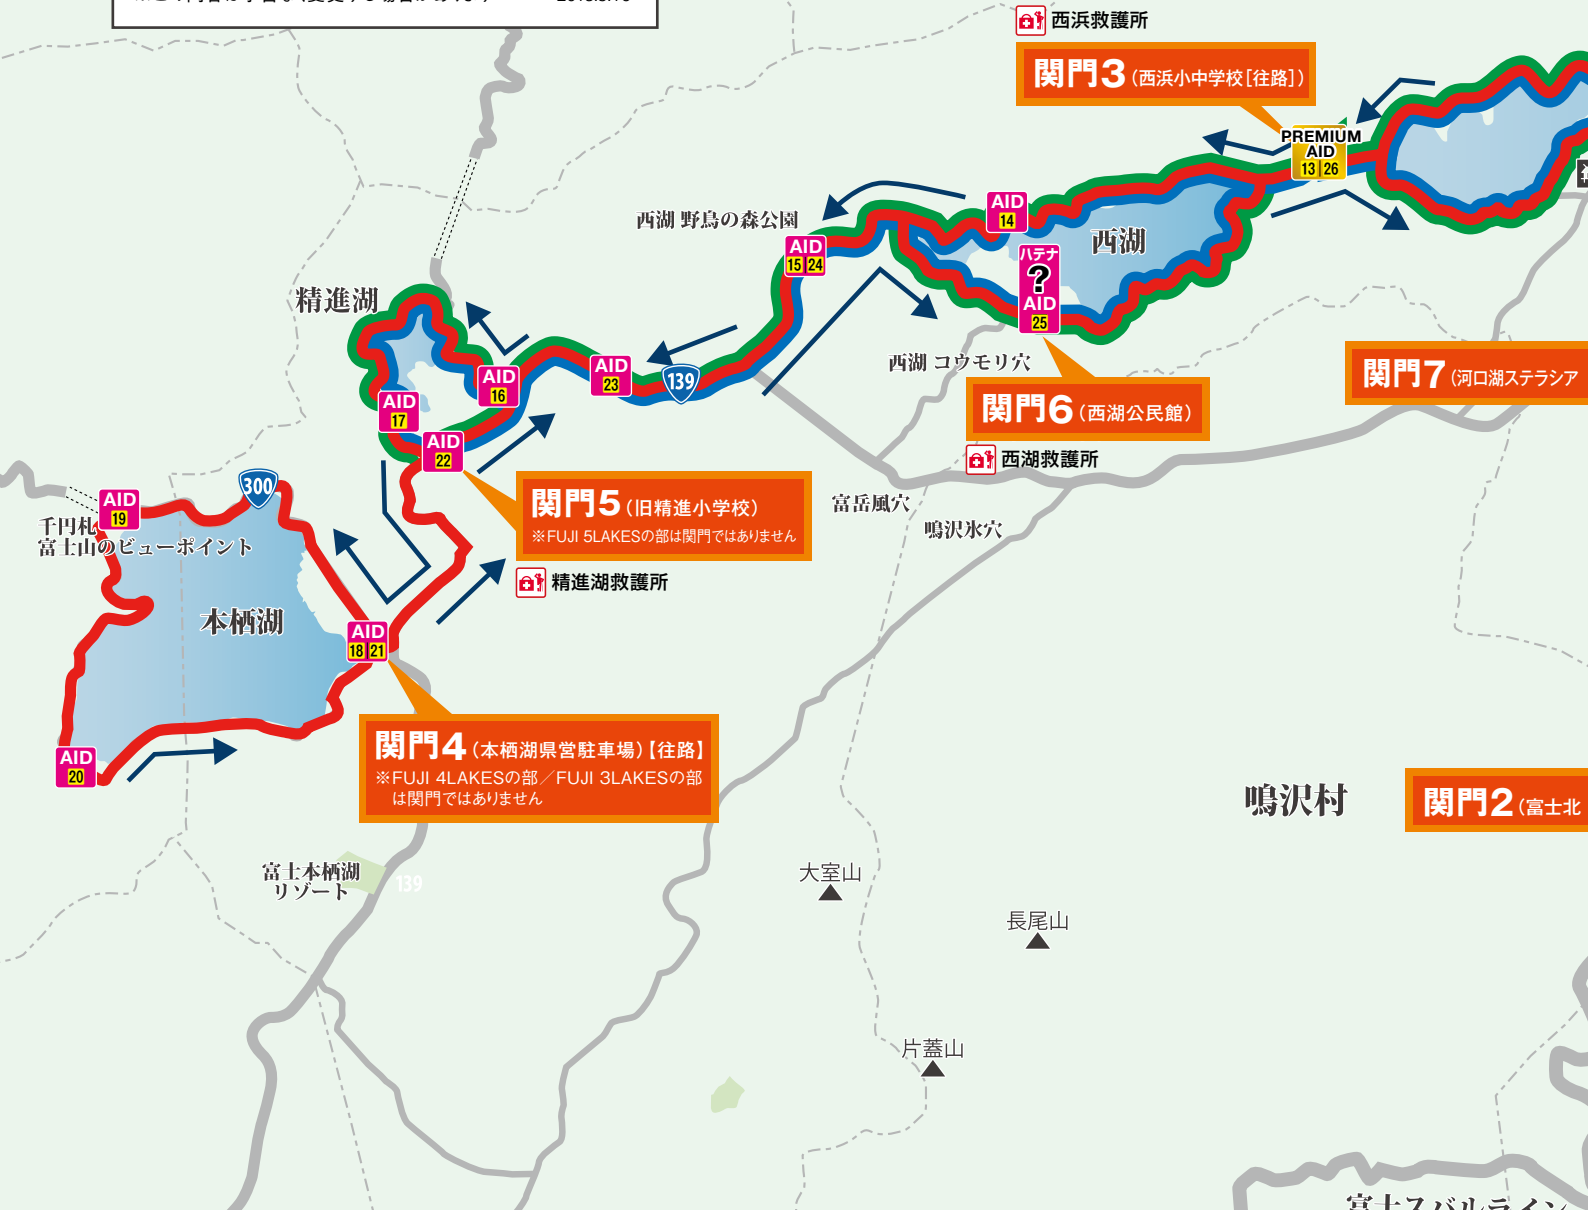 西浜救護所
関門3(西浜小中学校[往路])
PREMIUM
AID
13 26
AID
14
西湖 野鳥の森公園
AID
15 24
西湖
ハテナ
?
AID
25
精進湖
AID
16
AID
23
139
西湖 コウモリ穴
関門7(河口湖ステラシア
AID
17
関門6(西湖公民館)
AID
22
西湖救護所
300
AID
19
千円札
富士山のビューポイント
関門5(旧精進小学校)
※FUJI 5LAKESの部は関門ではありません
富岳風穴
鳴沢氷穴
精進湖救護所
本栖湖
AID
18 21
関門4(本栖湖県営駐車場)【往路】
※FUJI 4LAKESの部/FUJI 3LAKESの部
は関門ではありません
AID
20
鳴沢村
関門2(富士北
富士本栖湖
リゾート
139
大室山
長尾山
片蓋山
富士スバルライン